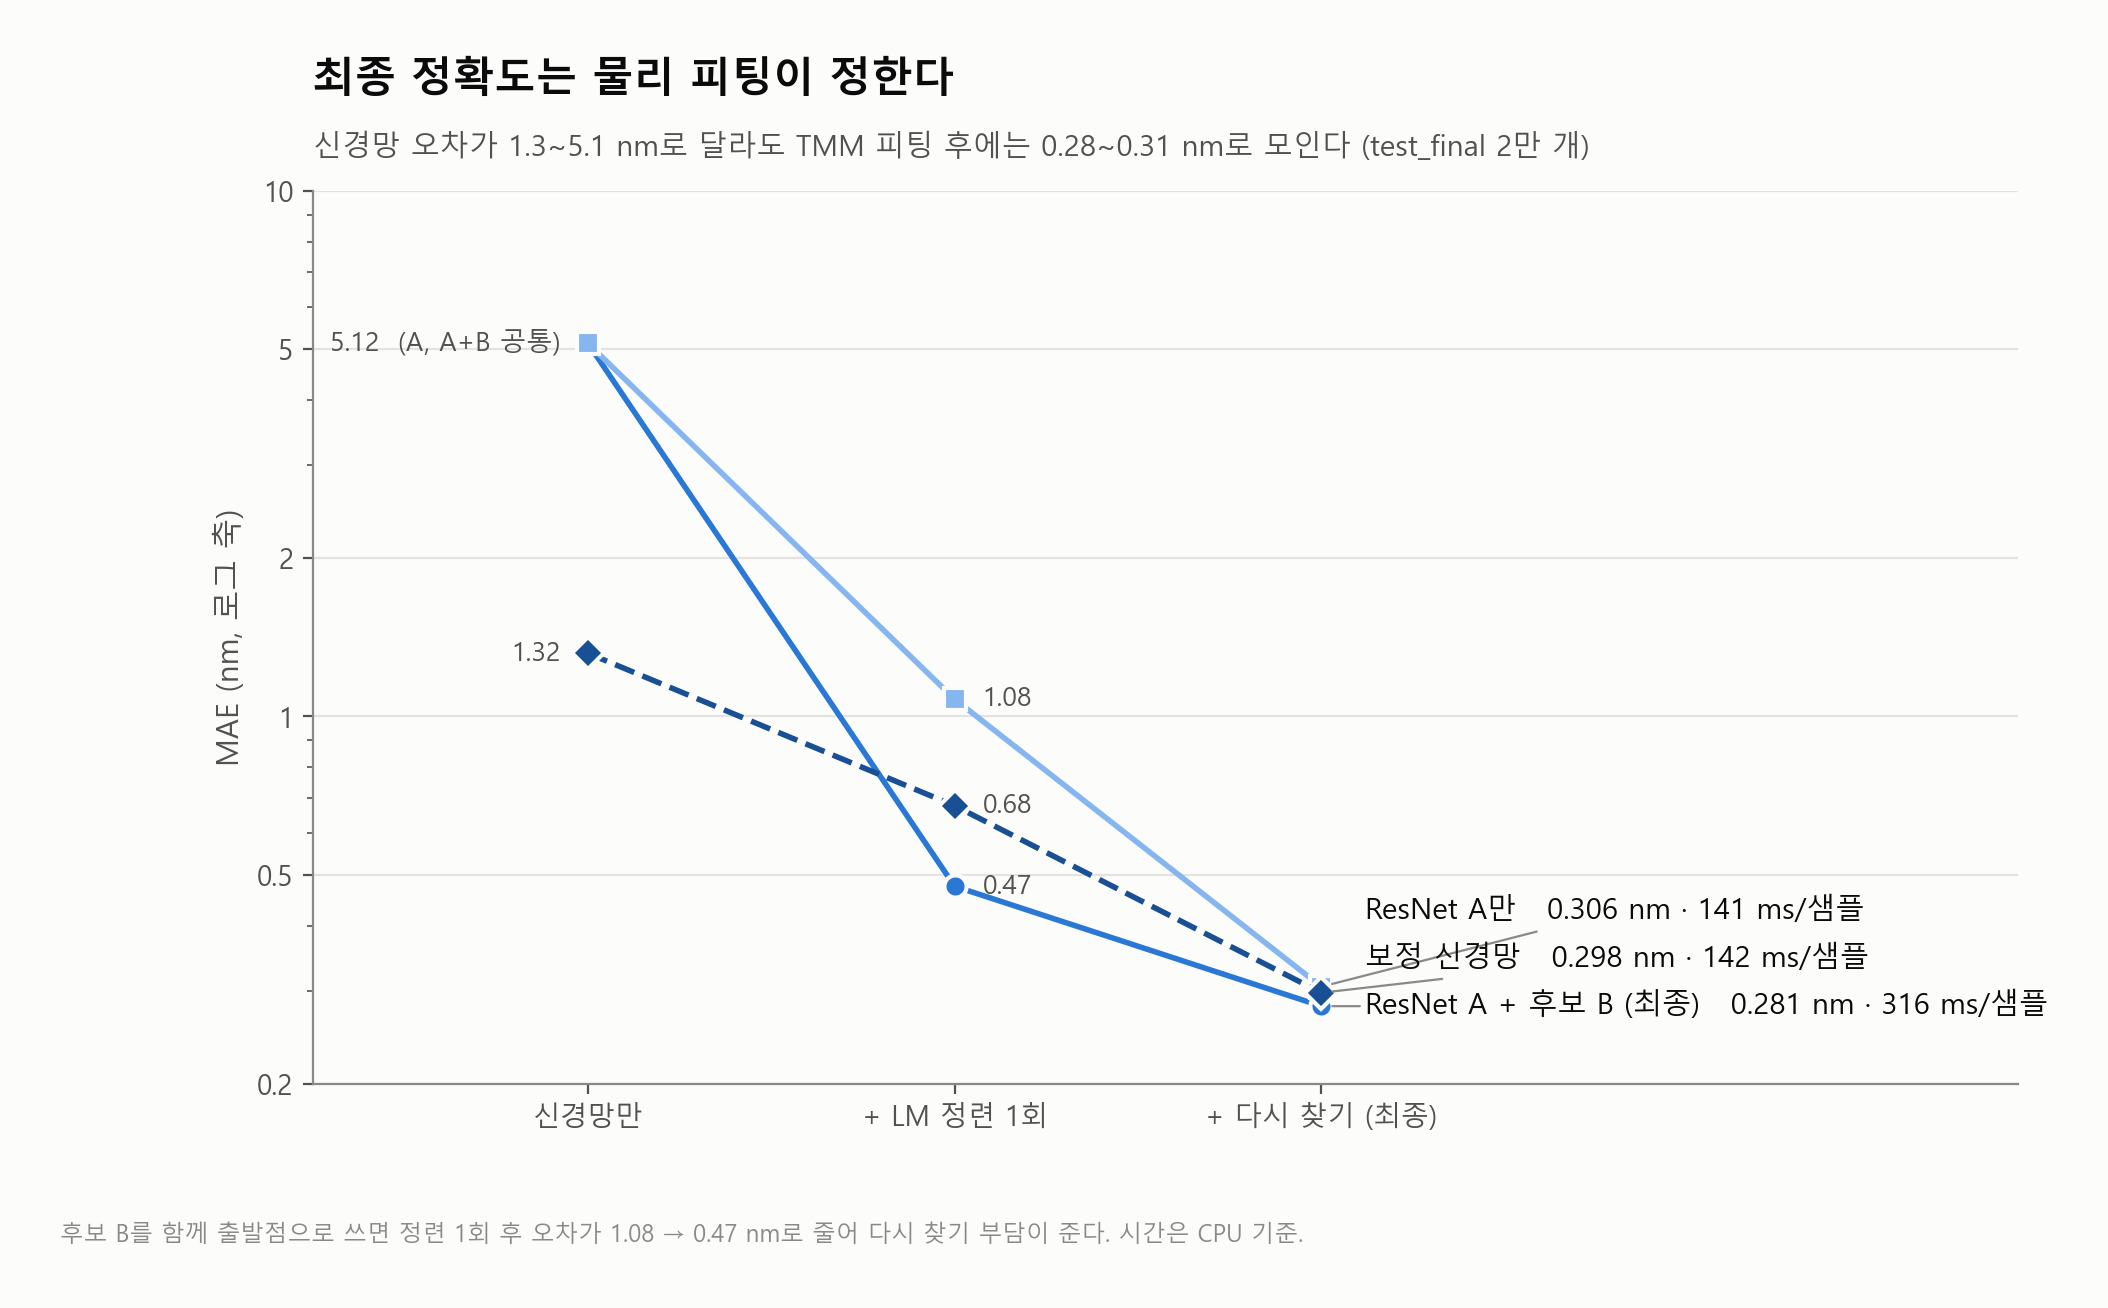 최종 정확도는 물리 피팅이 정한다
신경망 오차가 1.3~5.1 nm로 달라도 TMM 피팅 후에는 0.28~0.31 nm로 모인다 (test_final 2만 개)
MAE (nm, 로그 축)
10
5
2
1
0.5
0.2
5.12 (A, A+B 공통)
1.32
1.08
0.68
0.47
ResNet A만 0.306 nm · 141 ms/샘플
보정 신경망 0.298 nm · 142 ms/샘플
ResNet A + 후보 B (최종) 0.281 nm · 316 ms/샘플
신경망만
+ LM 정련 1회
+ 다시 찾기 (최종)
후보 B를 함께 출발점으로 쓰면 정련 1회 후 오차가 1.08 → 0.47 nm로 줄어 다시 찾기 부담이 준다. 시간은 CPU 기준.